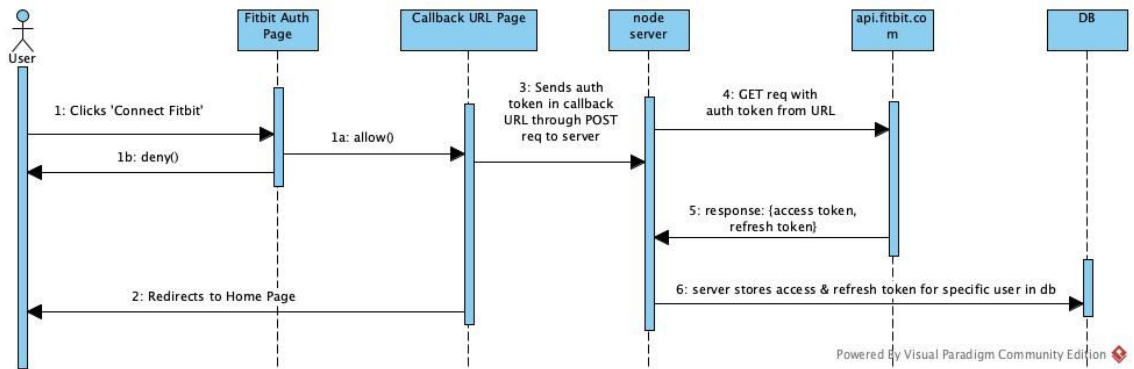 Fitbit Auth
Page
Callback URL Page
node
server
api.fitbit.co
m
DB
User
1: Clicks 'Connect Fitbit'
1a: allow()
1b: deny()
3: Sends auth
token in callback
URL through POST
req to server
4: GET req with
auth token from URL
5: response: {access token,
refresh token}
2: Redirects to Home Page
6: server stores access & refresh token for specific user in db
Powered By Visual Paradigm Community Edition